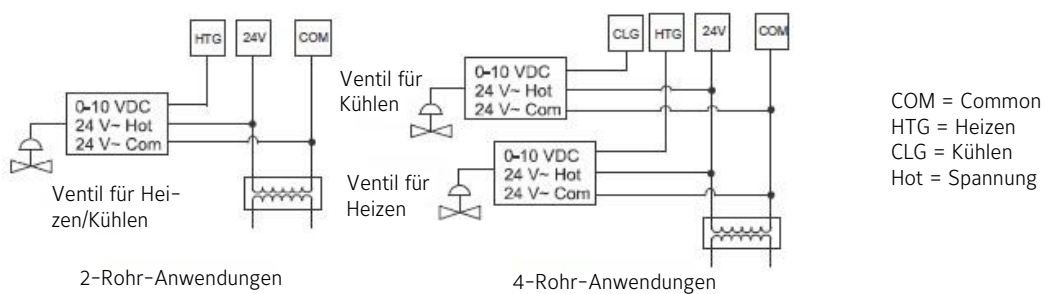 HTG 24V COM
0-10 VDC
24 V~ Hot
24 V~ Com
Ventil für Hei-
zen/Kühlen
2-Rohr-Anwendungen
CLG HTG 24V COM
Ventil für
Kühlen
0-10 VDC
24 V~ Hot
24 V~ Com
Ventil für
Heizen
0-10 VDC
24 V~ Hot
24 V~ Com
4-Rohr-Anwendungen
COM = Common
HTG = Heizen
CLG = Kühlen
Hot = Spannung